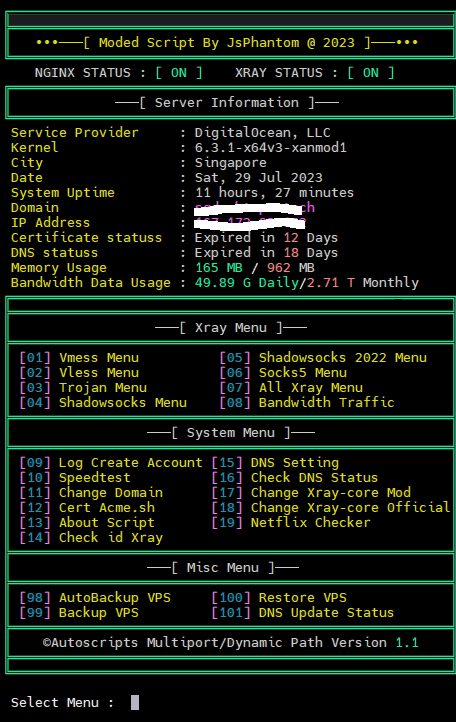 •••───[ Moded Script By JsPhantom @ 2023 ]───•••
NGINX STATUS : [ ON ]    XRAY STATUS : [ ON ]
───[ Server Information ]───
Service Provider     : DigitalOcean, LLC
Kernel               : 6.3.1-x64v3-xanmod1
City                 : Singapore
Date                 : Sat, 29 Jul 2023
System Uptime        : 11 hours, 27 minutes
Domain               :
IP Address           :
Certificate statuss  : Expired in 12 Days
DNS statuss          : Expired in 18 Days
Memory Usage         : 165 MB / 962 MB
Bandwidth Data Usage : 49.89 G Daily/2.71 T Monthly
───[ Xray Menu ]───
[01] Vmess Menu          [05] Shadowsocks 2022 Menu
[02] Vless Menu          [06] Socks5 Menu
[03] Trojan Menu         [07] All Xray Menu
[04] Shadowsocks Menu    [08] Bandwidth Traffic
───[ System Menu ]───
[09] Log Create Account [15] DNS Setting
[10] Speedtest          [16] Check DNS Status
[11] Change Domain      [17] Change Xray-core Mod
[12] Cert Acme.sh       [18] Change Xray-core Official
[13] About Script       [19] Netflix Checker
[14] Check id Xray
───[ Misc Menu ]───
[98] AutoBackup VPS     [100] Restore VPS
[99] Backup VPS         [101] DNS Update Status
©Autoscripts Multiport/Dynamic Path Version 1.1
Select Menu :